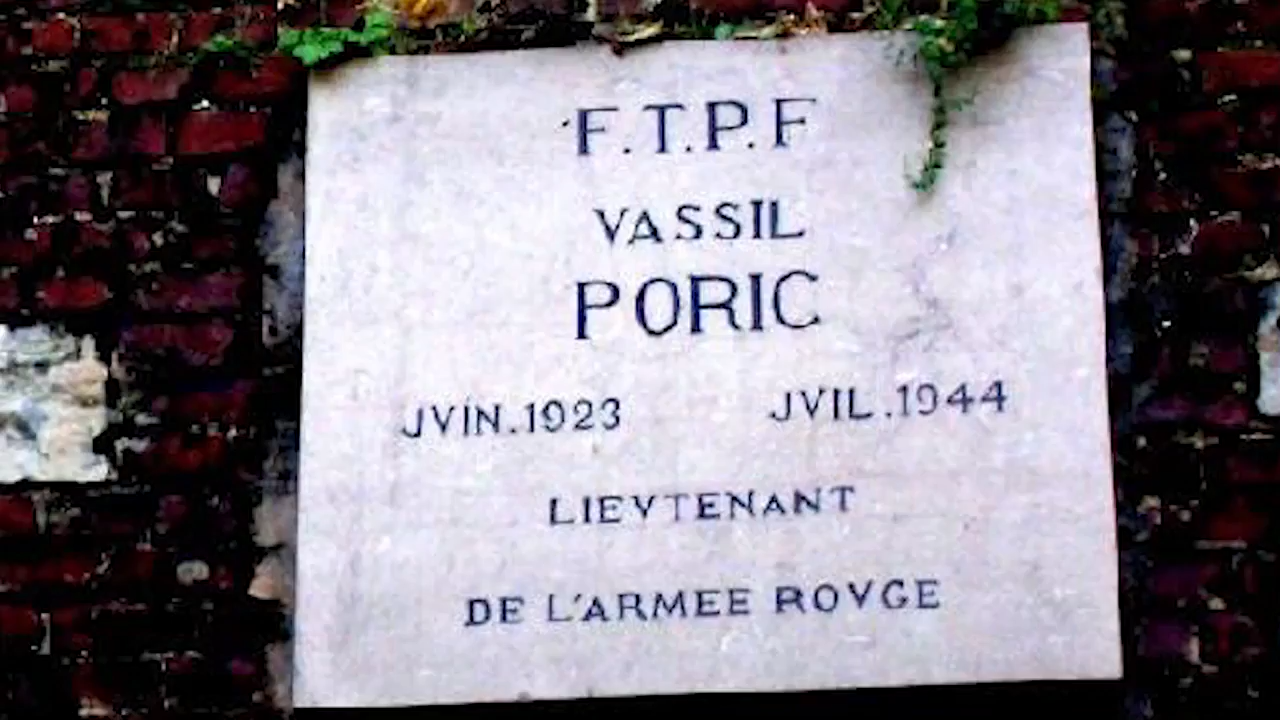 F.T.P.F
VASSIL
PORIC
JVIN.1923 JVIL.1944
LIEVTENANT
DE L'ARMEE ROVGE